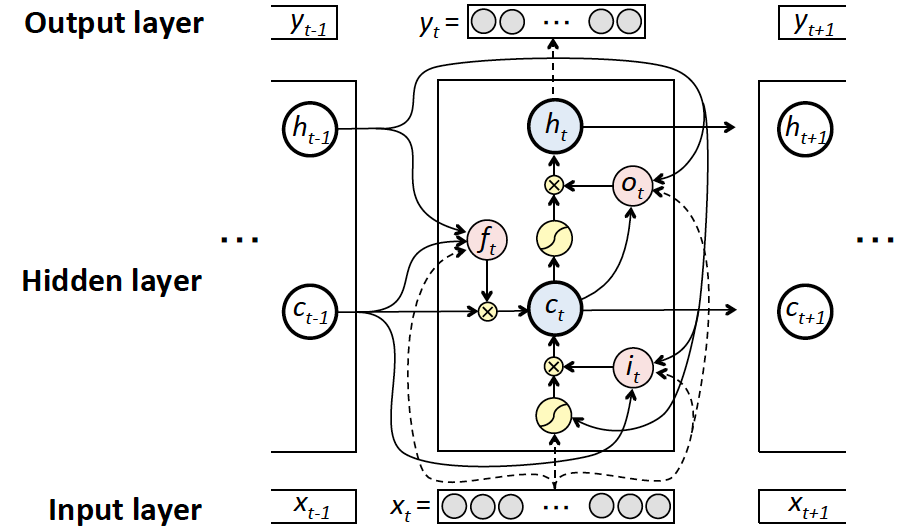 Output layer y_{t-1} y_t = ... y_{t+1}
h_{t-1} h_t h_{t+1}
o_t
... f_t ...
Hidden layer
c_{t-1} c_t c_{t+1}
i_t
Input layer x_{t-1} x_t = ... x_{t+1}